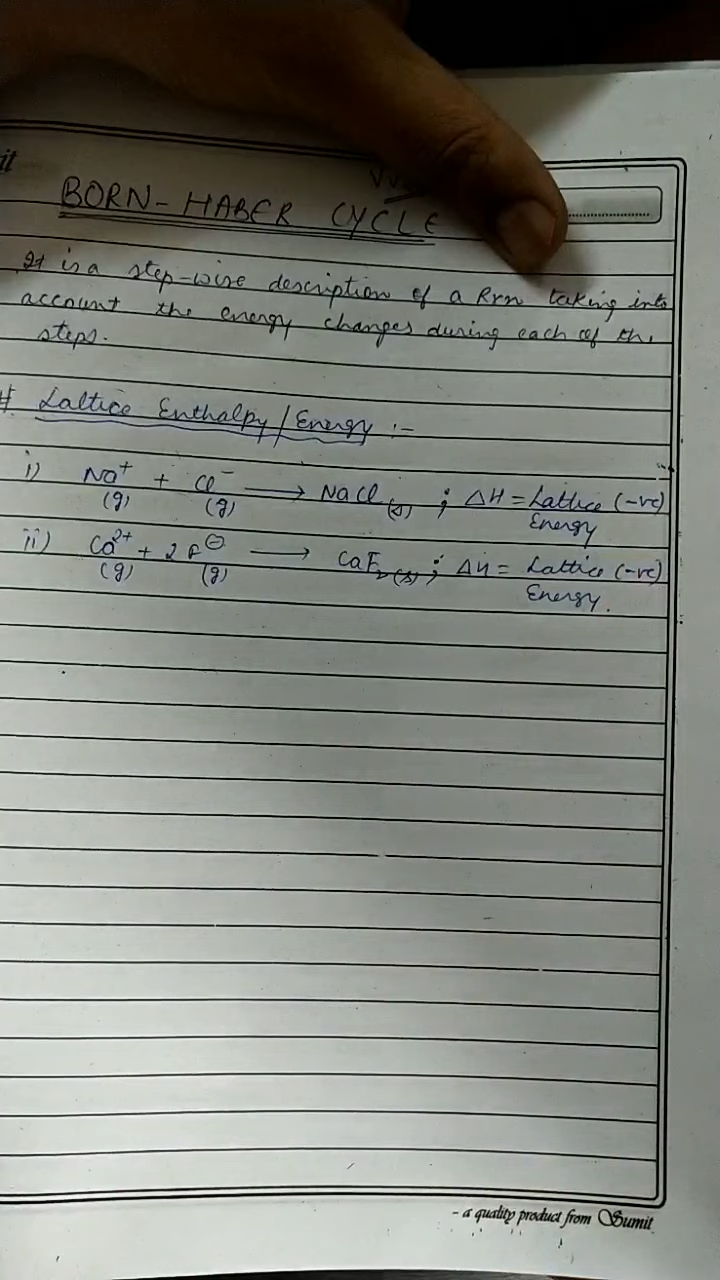 it
BORN-HABER CYCLE
It is a step-wise description of a Rxn taking into
account the energy changes during each of the
steps.
# Lattice Enthalpy/Energy :-
i) Na⁺(g) + Cl⁻(g) ⟶ NaCl(s) ; ΔH = Lattice Energy (-ve)
ii) Ca²⁺(g) + 2F⊖(g) ⟶ CaF₂(s) ; ΔH = Lattice Energy. (-ve)
- a quality product from Sumit